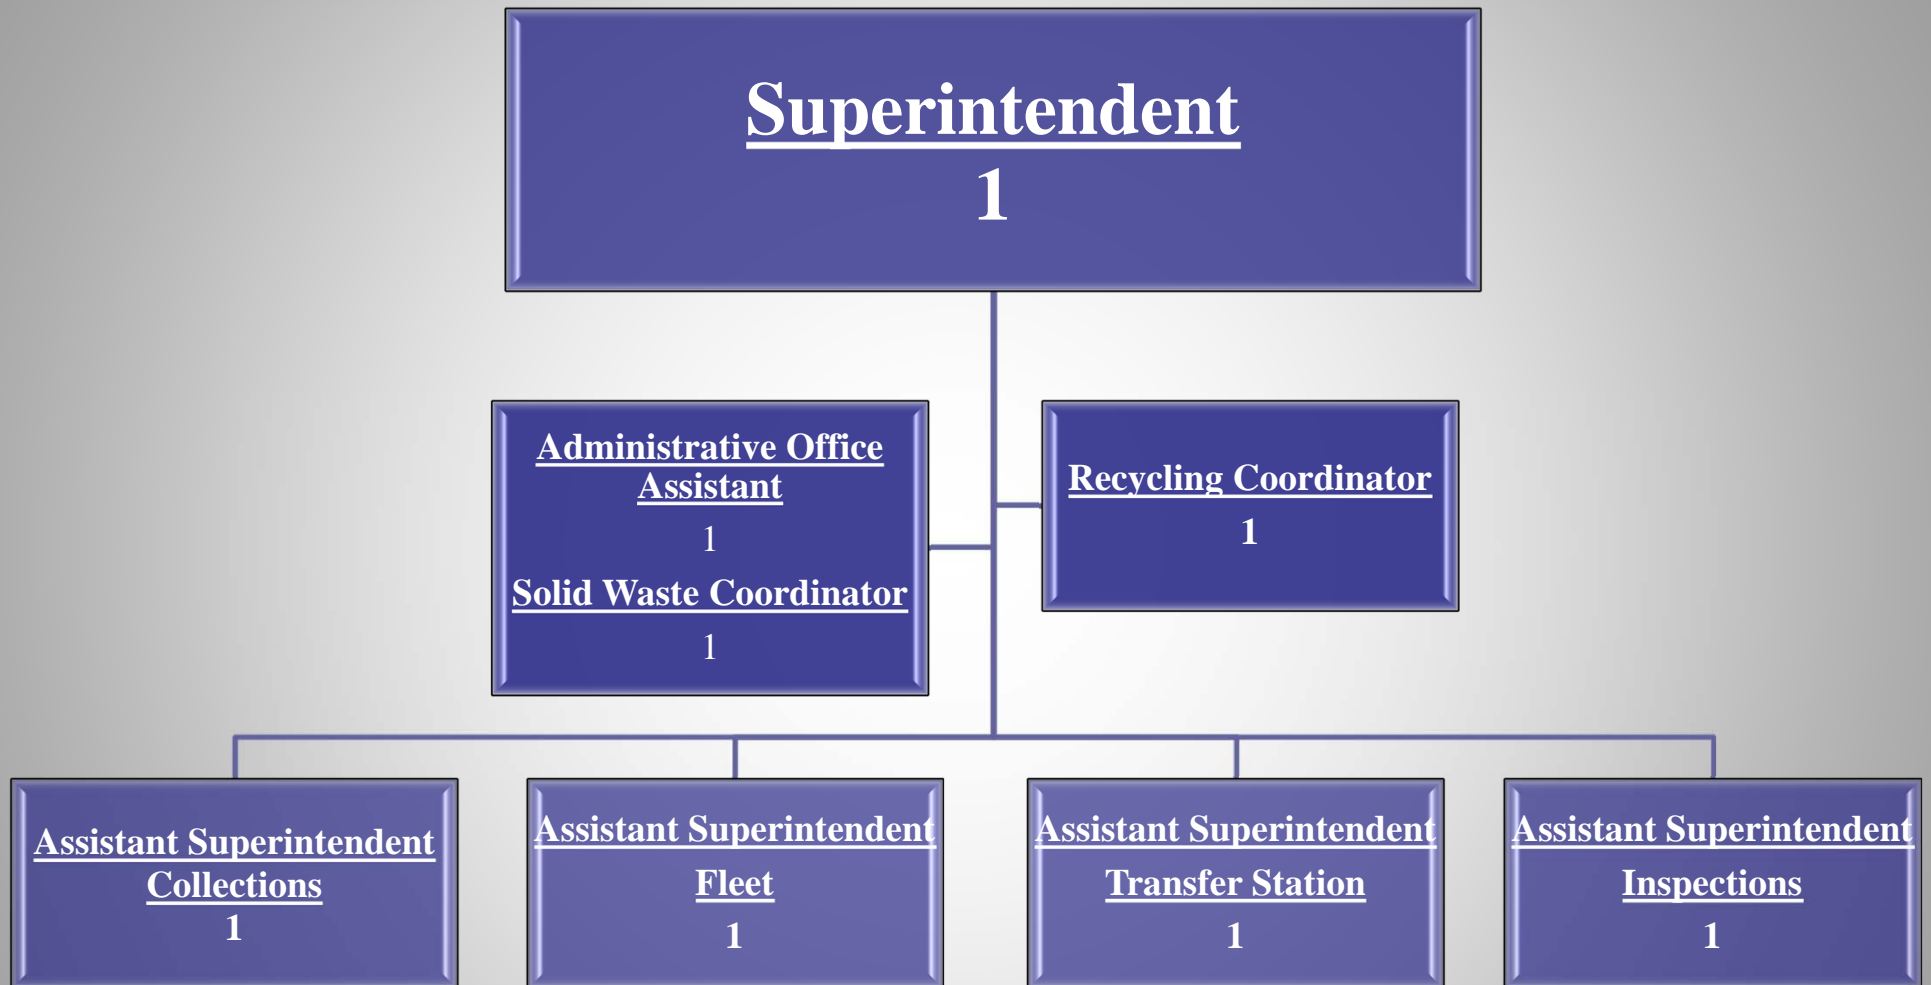 Superintendent
1
Administrative Office
Assistant
1
Solid Waste Coordinator
1
Recycling Coordinator
1
Assistant Superintendent
Collections
1
Assistant Superintendent
Fleet
1
Assistant Superintendent
Transfer Station
1
Assistant Superintendent
Inspections
1